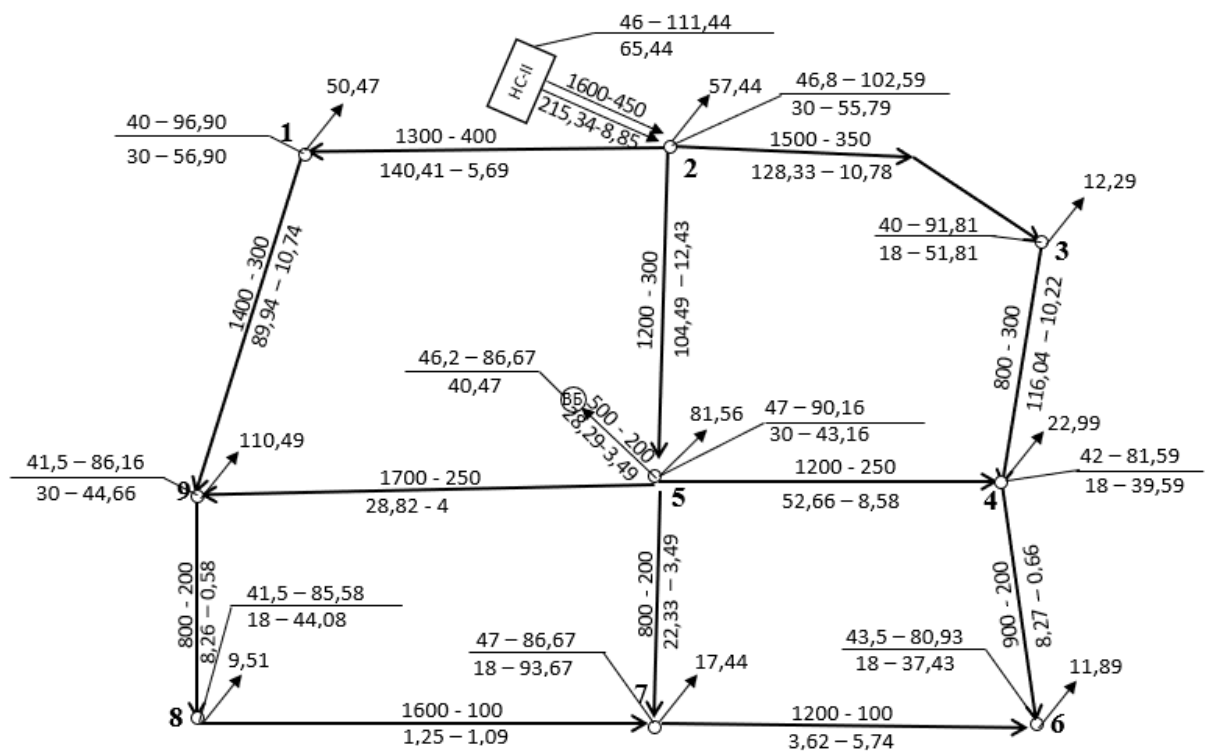 46 – 111,44
65,44
НС-II
1600-450
215,34-8,85
57,44
46,8 – 102,59
30 – 55,79
50,47
40 – 96,90
30 – 56,90
1
1300 - 400
140,41 – 5,69
2
1500 - 350
128,33 – 10,78
12,29
40 – 91,81
18 – 51,81
3
1400 - 300
89,94 – 10,74
1200 - 300
104,49 – 12,43
800 - 300
116,04 – 10,22
46,2 – 86,67
40,47
ВБ
500 - 200
28,29-3,49
81,56
47 – 90,16
30 – 43,16
22,99
42 – 81,59
18 – 39,59
110,49
41,5 – 86,16
30 – 44,66
9
1700 - 250
28,82 - 4
5
1200 - 250
52,66 – 8,58
4
800 - 200
8,26 – 0,58
41,5 – 85,58
18 – 44,08
9,51
800 - 200
22,33 – 3,49
47 – 86,67
18 – 93,67
17,44
900 - 200
8,27 – 0,66
43,5 – 80,93
18 – 37,43
11,89
8
1600 - 100
1,25 – 1,09
7
1200 - 100
3,62 – 5,74
6